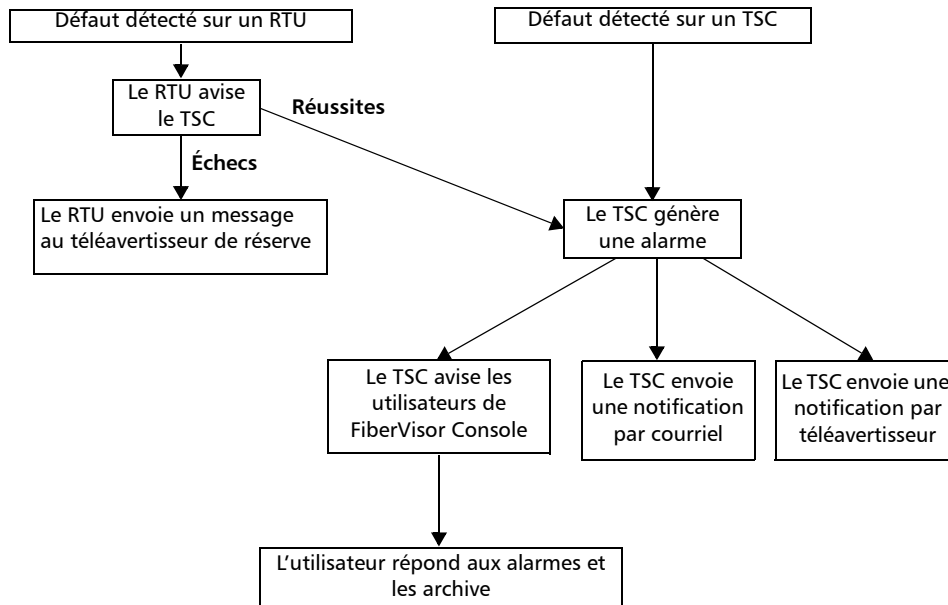 Défaut détecté sur un RTU
Défaut détecté sur un TSC
Le RTU avise
le TSC
Réussites
Échecs
Le RTU envoie un message
au téléavertisseur de réserve
Le TSC génère
une alarme
Le TSC avise les
utilisateurs de
FiberVisor Console
Le TSC envoie
une notification
par courriel
Le TSC envoie une
notification par
téléavertisseur
L'utilisateur répond aux alarmes et
les archive